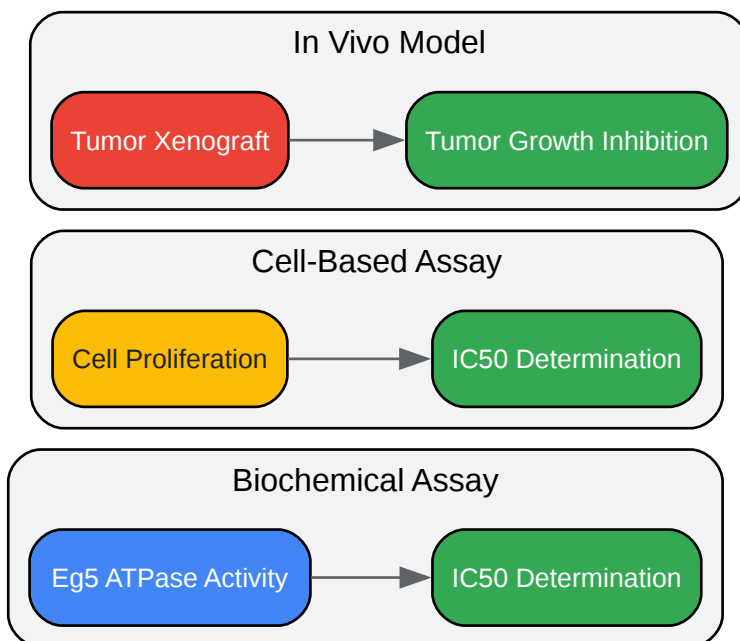 In Vivo Model
Tumor Xenograft
Tumor Growth Inhibition
Cell-Based Assay
Cell Proliferation
IC50 Determination
Biochemical Assay
Eg5 ATPase Activity
IC50 Determination